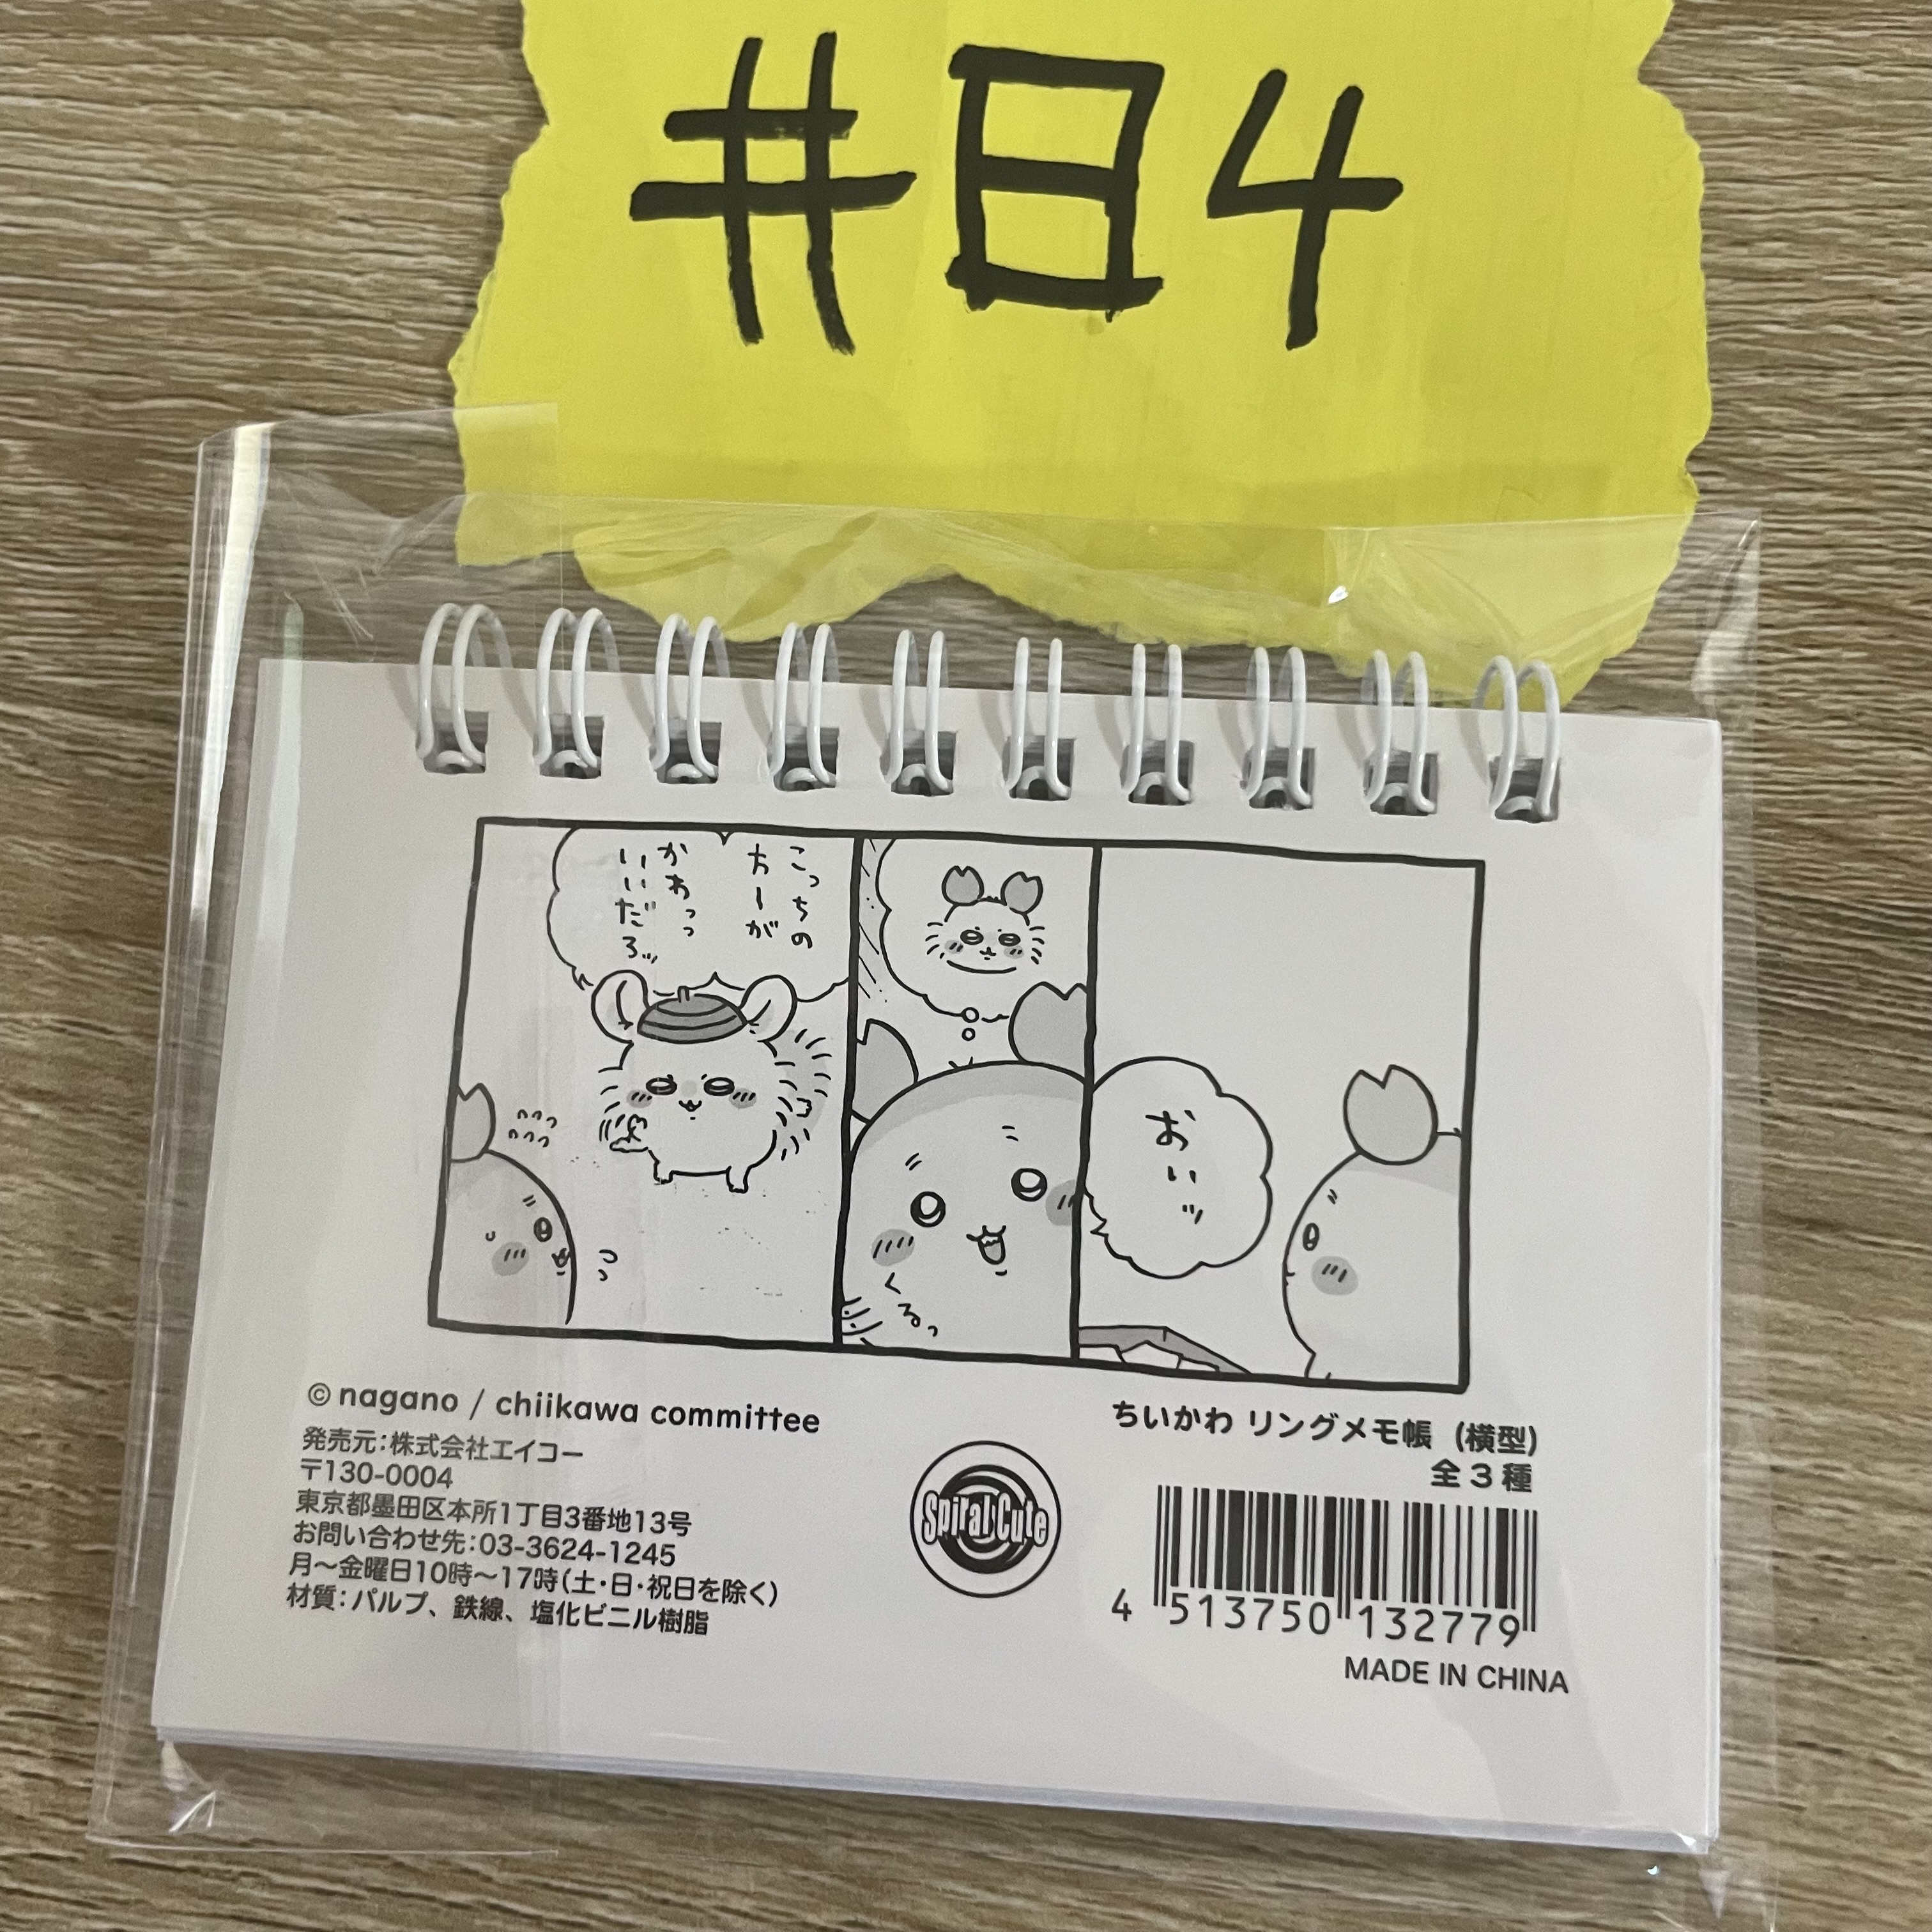 #84
おいッ
くるっ
こっちの
方ーが
かわっっ
いいだろッ
© nagano / chiikawa committee
発売元：株式会社エイコー
〒130-0004
東京都墨田区本所1丁目3番地13号
お問い合わせ先：03-3624-1245
月～金曜日10時～17時（土・日・祝日を除く）
材質：パルプ、鉄線、塩化ビニル樹脂
Spiral Cute
ちいかわ リングメモ帳（横型）
全3種
4 513750 132779
MADE IN CHINA